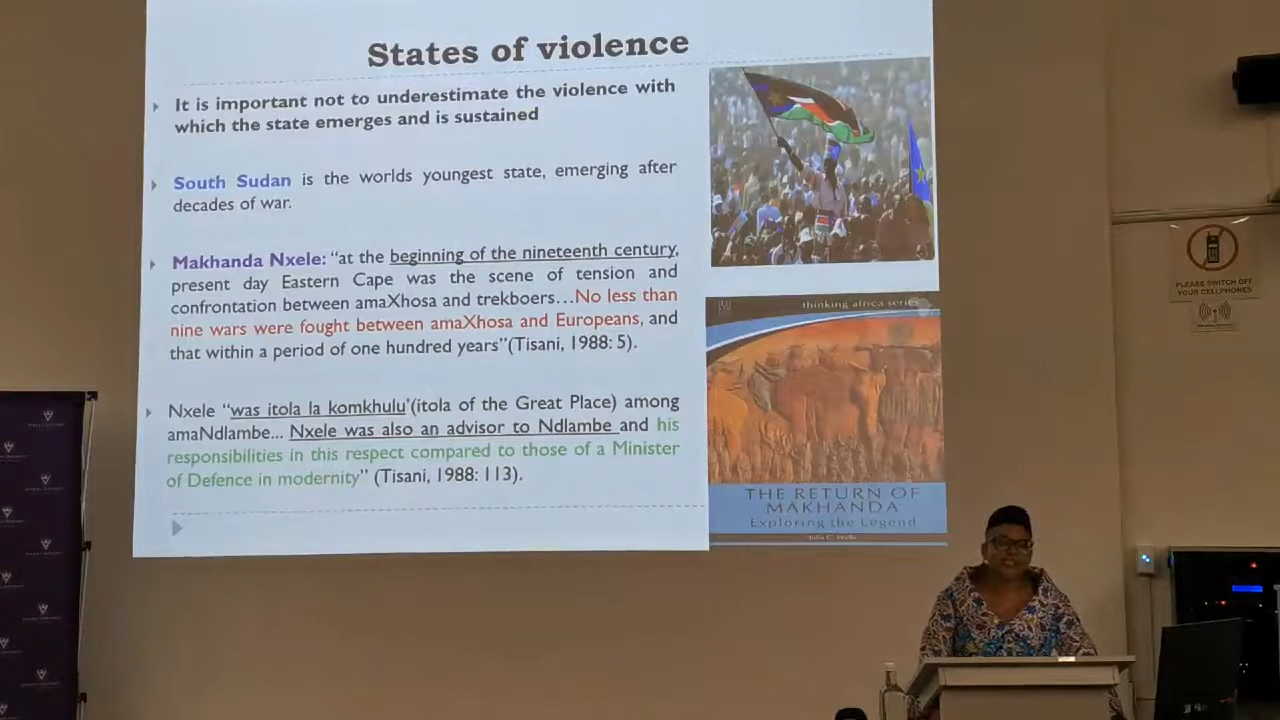 States of violence
It is important not to underestimate the violence with
which the state emerges and is sustained
South Sudan is the worlds youngest state, emerging after
decades of war.
Makhanda Nxele: “at the beginning of the nineteenth century,
present day Eastern Cape was the scene of tension and
confrontation between amaXhosa and trekboers…No less than
nine wars were fought between amaXhosa and Europeans, and
that within a period of one hundred years”(Tisani, 1988: 5).
Nxele “was itola la komkhulu’(itola of the Great Place) among
amaNdlambe... Nxele was also an advisor to Ndlambe and his
responsibilities in this respect compared to those of a Minister
of Defence in modernity” (Tisani, 1988: 113).
thinking africa series
THE RETURN OF
MAKHANDA
Exploring the Legend
Julia C. Wells
PLEASE SWITCH OFF
YOUR CELLPHONES